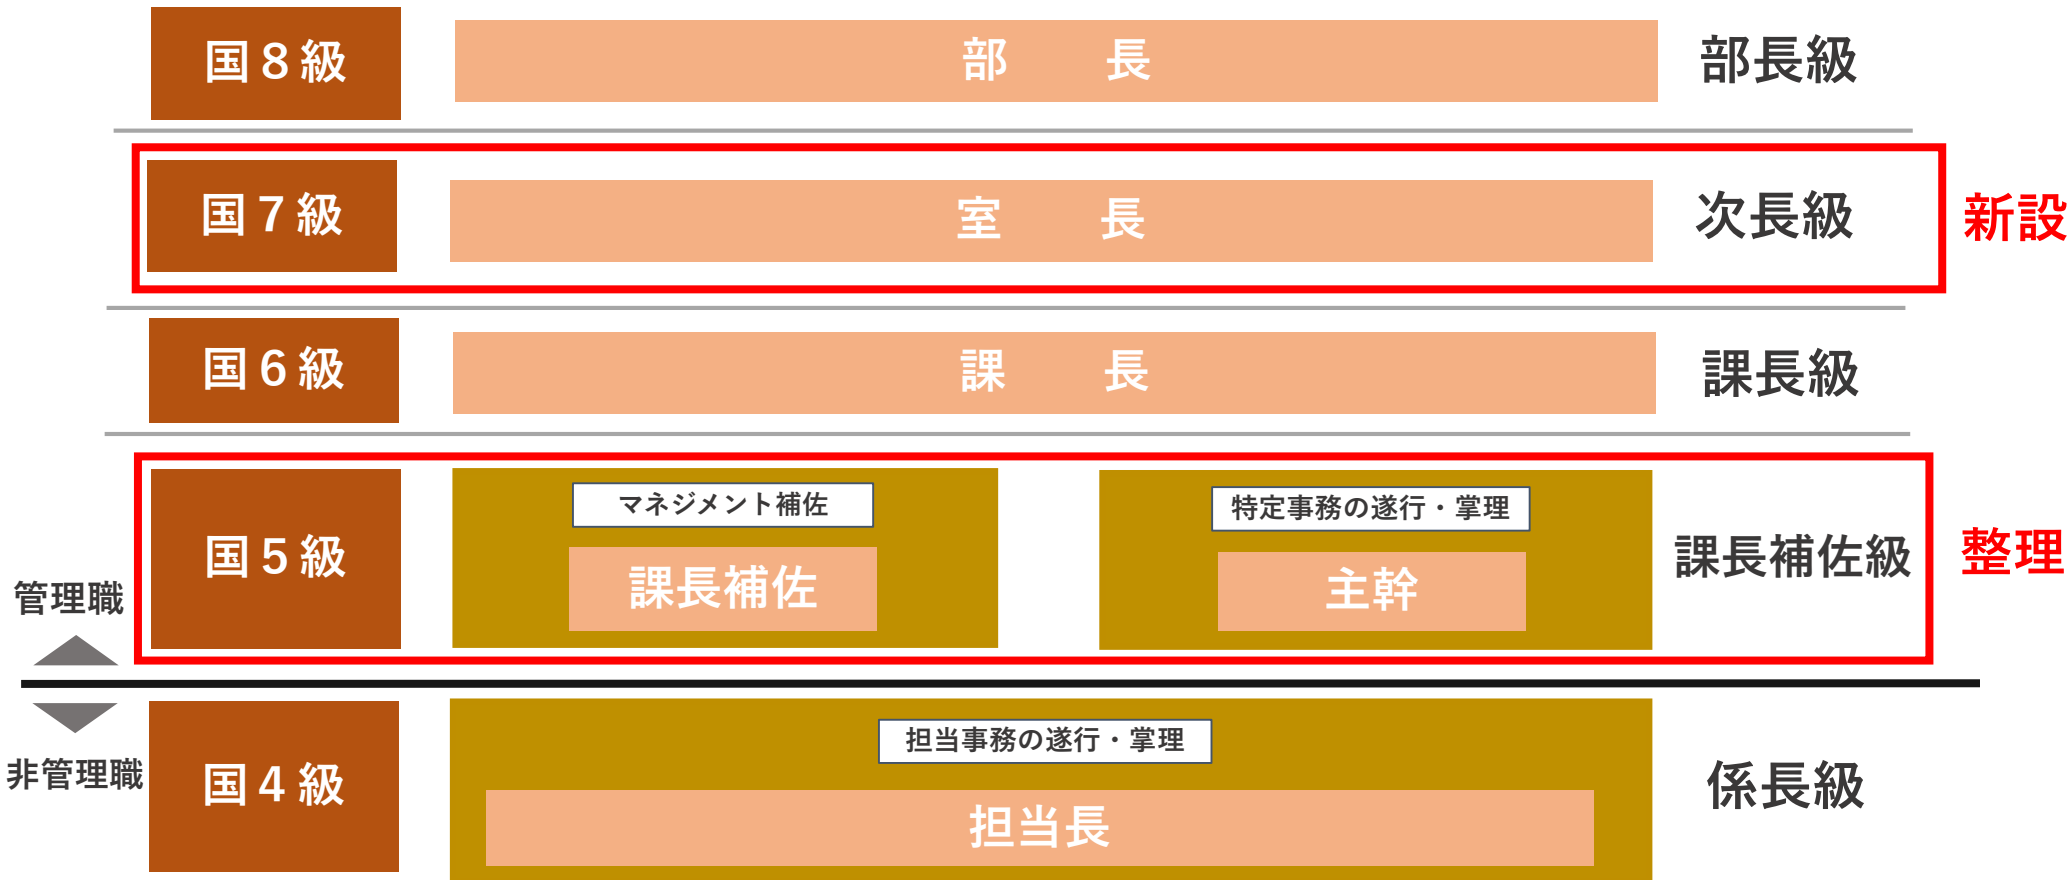 国８級
部　　長
部長級
国７級
室　　長
次長級
新設
国６級
課　　長
課長級
国５級
マネジメント補佐
課長補佐
特定事務の遂行・掌理
主幹
課長補佐級
整理
管理職
非管理職
国４級
担当事務の遂行・掌理
担当長
係長級